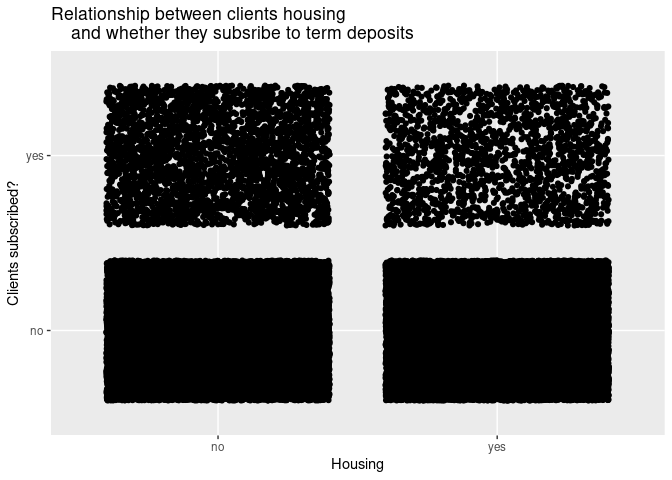 Relationship between clients housing
and whether they subsribe to term deposits
Clients subscribed?
yes
no
no
yes
Housing